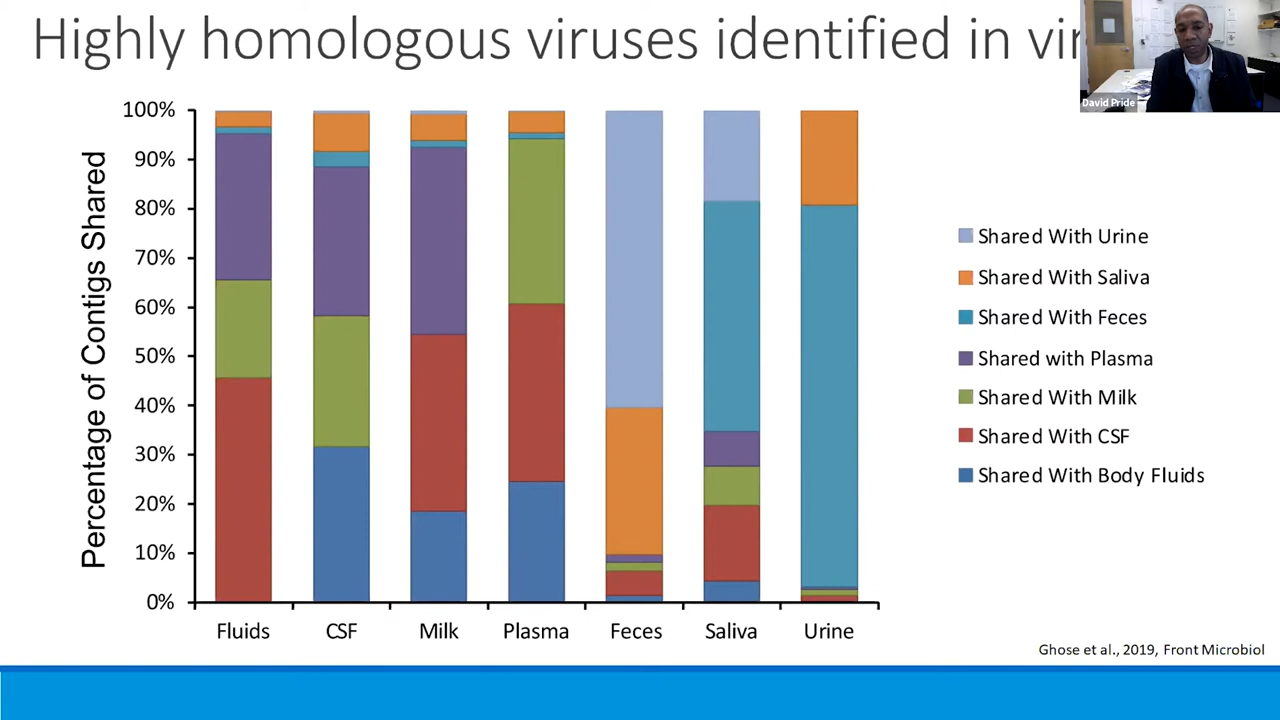 Highly homologous viruses identified in
David Pride
Percentage of Contigs Shared
100%
90%
80%
70%
60%
50%
40%
30%
20%
10%
0%
Fluids CSF Milk Plasma Feces Saliva Urine
Shared With Urine
Shared With Saliva
Shared With Feces
Shared with Plasma
Shared With Milk
Shared With CSF
Shared With Body Fluids
Ghose et al., 2019, Front Microbiol